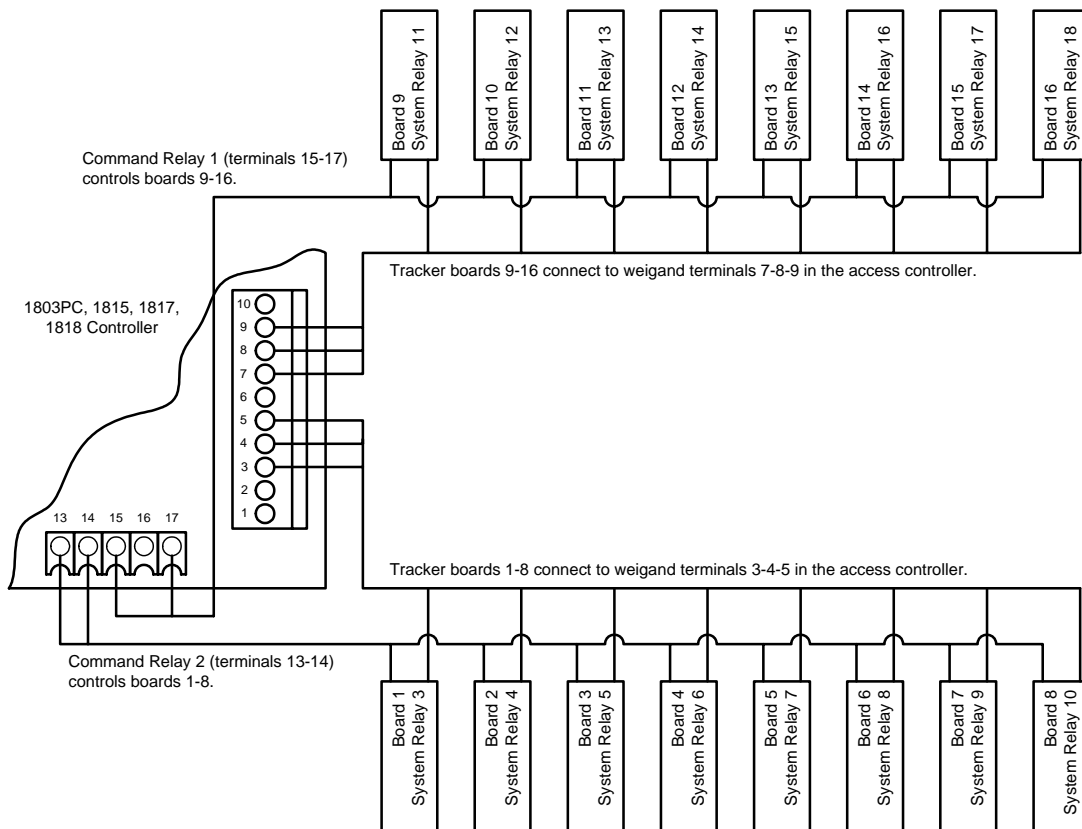 Board 9
System Relay 11
Board 10
System Relay 12
Board 11
System Relay 13
Board 12
System Relay 14
Board 13
System Relay 15
Board 14
System Relay 16
Board 15
System Relay 17
Board 16
System Relay 18
Command Relay 1 (terminals 15-17)
controls boards 9-16.
Tracker boards 9-16 connect to weigand terminals 7-8-9 in the access controller.
1803PC, 1815, 1817,
1818 Controller
10
9
8
7
6
5
4
3
2
1
13 14 15 16 17
Tracker boards 1-8 connect to weigand terminals 3-4-5 in the access controller.
Command Relay 2 (terminals 13-14)
controls boards 1-8.
Board 1
System Relay 3
Board 2
System Relay 4
Board 3
System Relay 5
Board 4
System Relay 6
Board 5
System Relay 7
Board 6
System Relay 8
Board 7
System Relay 9
Board 8
System Relay 10